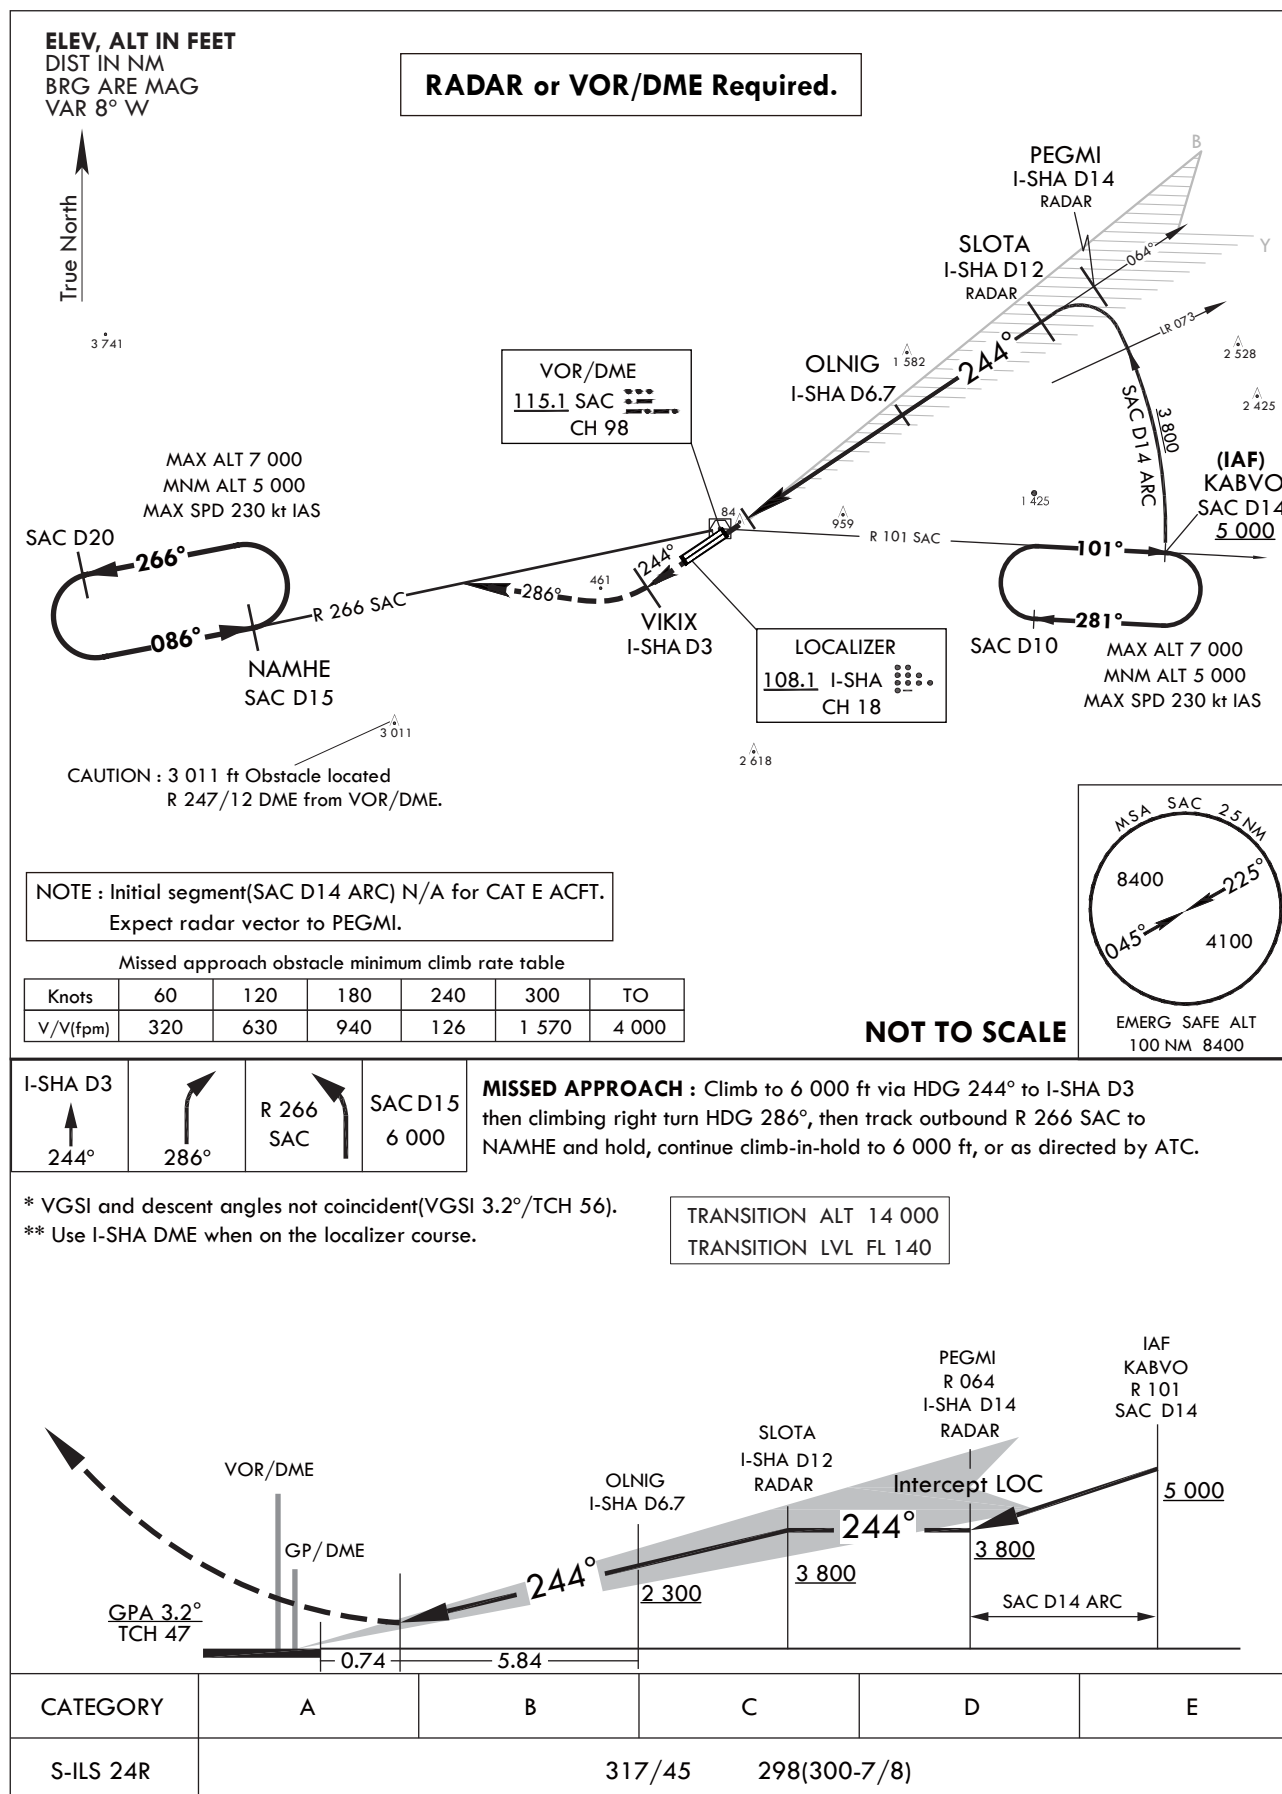 ELEV, ALT IN FEET
DIST IN NM
BRG ARE MAG
VAR 8° W
RADAR or VOR/DME Required.
True North
B
PEGMI
I-SHA D14
RADAR
Y
SLOTA
I-SHA D12
RADAR
064°
LR 073
3 741
2 528
2 425
1 582
OLNIG
I-SHA D6.7
244°
VOR/DME
115.1 SAC
CH 98
SAC D14 ARC
3 800
(IAF)
KABVO
SAC D14
5 000
MAX ALT 7 000
MNM ALT 5 000
MAX SPD 230 kt IAS
1 425
959
84
R 101 SAC
SAC D20
266°
086°
R 266 SAC
NAMHE
SAC D15
286°
461
244°
VIKIX
I-SHA D3
LOCALIZER
108.1 I-SHA
CH 18
101°
281°
SAC D10
MAX ALT 7 000
MNM ALT 5 000
MAX SPD 230 kt IAS
3 011
2 618
CAUTION : 3 011 ft Obstacle located
R 247/12 DME from VOR/DME.
MSA SAC 25 NM
8400
225°
045°
4100
EMERG SAFE ALT
100 NM 8400
NOTE : Initial segment(SAC D14 ARC) N/A for CAT E ACFT.
Expect radar vector to PEGMI.
Missed approach obstacle minimum climb rate table
Knots 60 120 180 240 300 TO
V/V(fpm) 320 630 940 126 1 570 4 000
NOT TO SCALE
I-SHA D3
244°
286°
R 266
SAC
SAC D15
6 000
MISSED APPROACH : Climb to 6 000 ft via HDG 244° to I-SHA D3
then climbing right turn HDG 286°, then track outbound R 266 SAC to
NAMHE and hold, continue climb-in-hold to 6 000 ft, or as directed by ATC.
* VGSI and descent angles not coincident(VGSI 3.2°/TCH 56).
** Use I-SHA DME when on the localizer course.
TRANSITION ALT 14 000
TRANSITION LVL FL 140
IAF
KABVO
R 101
SAC D14
PEGMI
R 064
I-SHA D14
RADAR
SLOTA
I-SHA D12
RADAR
OLNIG
I-SHA D6.7
VOR/DME
GP/DME
Intercept LOC
5 000
244°
3 800
3 800
244°
2 300
SAC D14 ARC
GPA 3.2°
TCH 47
0.74
5.84
CATEGORY A B C D E
S-ILS 24R 317/45 298(300-7/8)